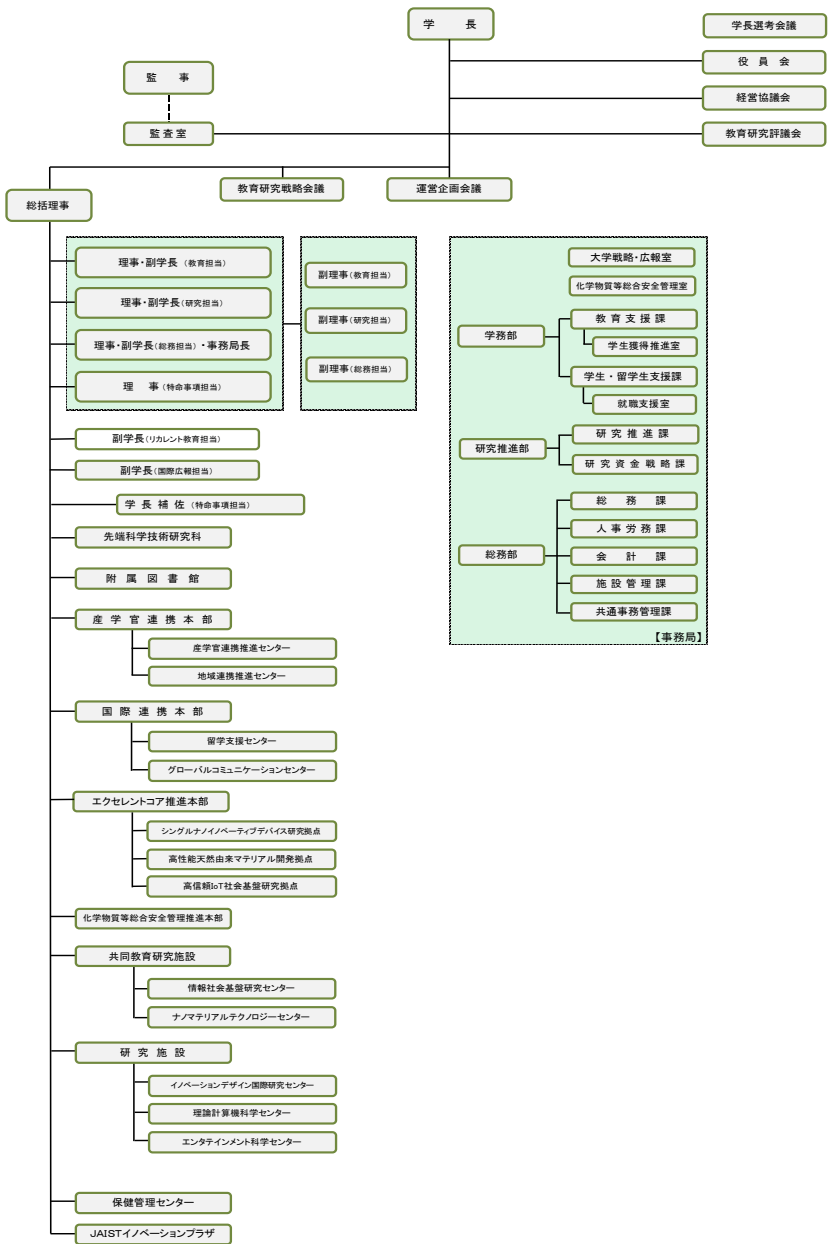 学　長
学長選考会議
役　員　会
監　事
経営協議会
監査室
教育研究評議会
教育研究戦略会議
運営企画会議
総括理事
理事・副学長（教育担当）
理事・副学長（研究担当）
理事・副学長（総務担当）・事務局長
理　事（特命事項担当）
副理事（教育担当）
副理事（研究担当）
副理事（総務担当）
副学長（リカレント教育担当）
副学長（国際広報担当）
学長補佐（特命事項担当）
先端科学技術研究科
附属図書館
産学官連携本部
産学官連携推進センター
地域連携推進センター
国際連携本部
留学支援センター
グローバルコミュニケーションセンター
エクセレントコア推進本部
シングルナノイノベーティブデバイス研究拠点
高性能天然由来マテリアル開発拠点
高信頼IoT社会基盤研究拠点
化学物質等総合安全管理推進本部
共同教育研究施設
情報社会基盤研究センター
ナノマテリアルテクノロジーセンター
研究施設
イノベーションデザイン国際研究センター
理論計算機科学センター
エンタテインメント科学センター
保健管理センター
JAISTイノベーションプラザ
大学戦略・広報室
化学物質等総合安全管理室
学務部
教育支援課
学生獲得推進室
学生・留学生支援課
就職支援室
研究推進部
研究推進課
研究資金戦略課
総務部
総務課
人事労務課
会計課
施設管理課
共通事務管理課
【事務局】